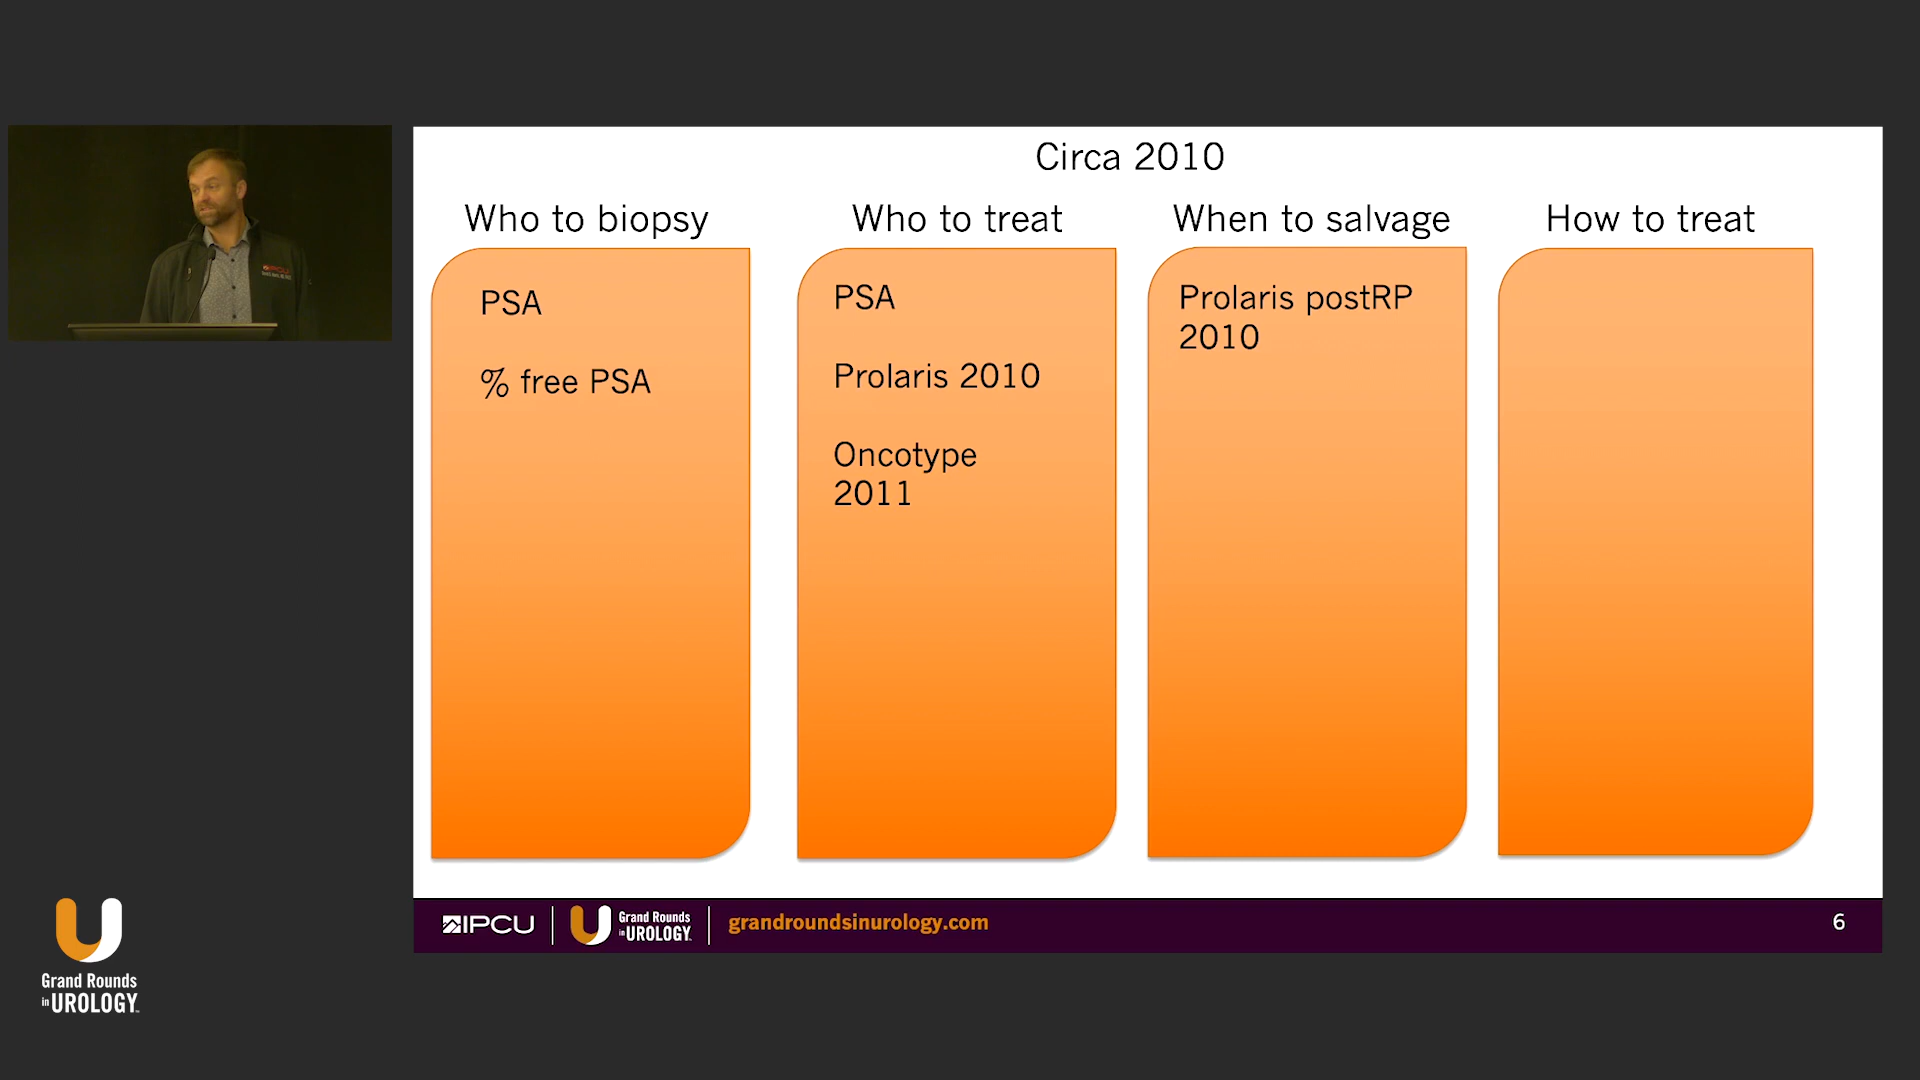 Circa 2010
Who to biopsy
Who to treat
When to salvage
How to treat
PSA
% free PSA
PSA
Prolaris 2010
Oncotype
2011
Prolaris postRP
2010
IPCU
Grand Rounds
in UROLOGY
grandroundsinurology.com
6
Grand Rounds
in UROLOGY
IPCU